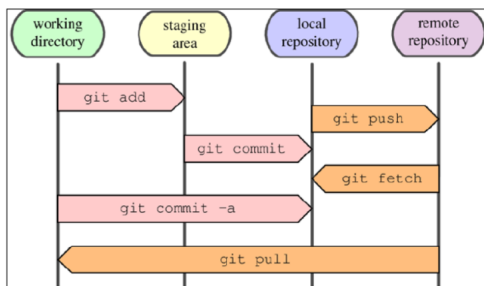 working
directory
staging
area
local
repository
remote
repository
git add
git push
git commit
git fetch
git commit -a
git pull